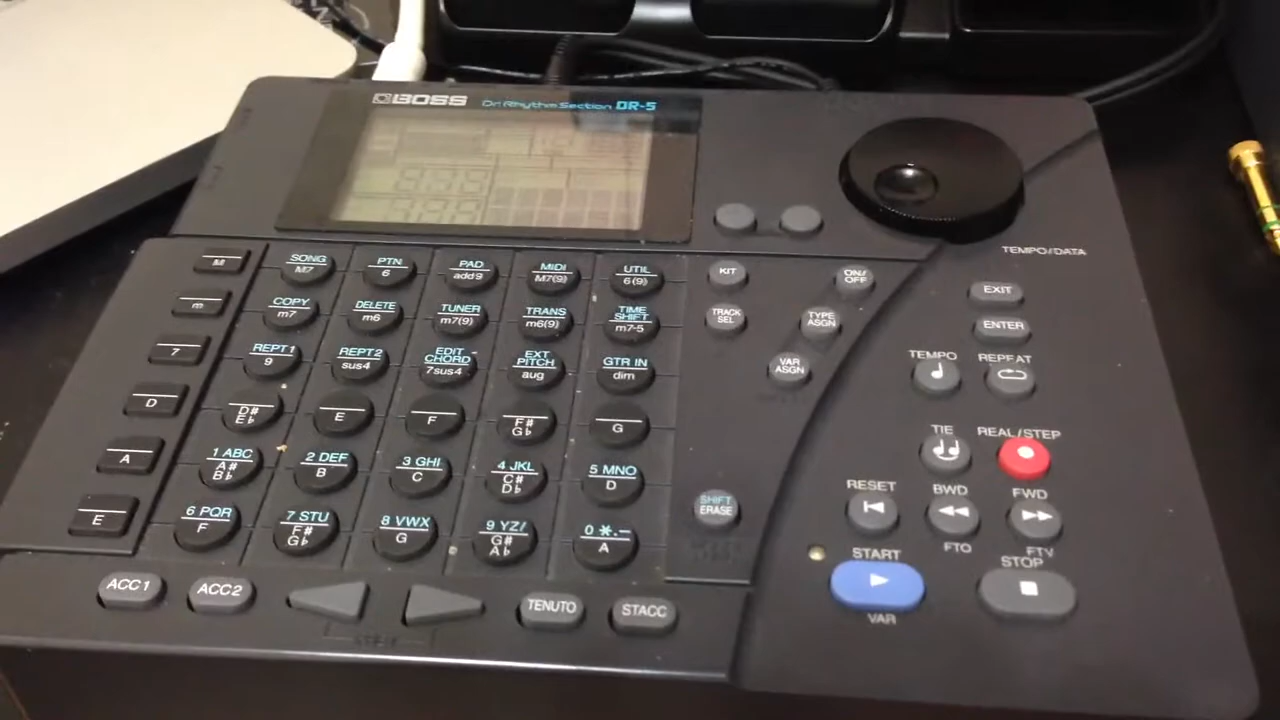 BOSS Dr. Rhythm Section DR-5
TEMPO/DATA
M
SONG
M7
PTN
6
PAD
add9
MIDI
M7(9)
UTIL
6(9)
KIT
ON/
OFF
EXIT
m
COPY
m7
DELETE
m6
TUNER
m7(9)
TRANS
m6(9)
TIME
SHIFT
m7-5
TRACK
SEL
TYPE
ASGN
ENTER
7
REPT1
9
REPT2
sus4
EDIT
CHORD
7sus4
EXT
PITCH
aug
GTR IN
dim
VAR
ASGN
TEMPO
REPEAT
D
D#
E♭
E
F
F#
G♭
G
TIE
REAL/STEP
A
1 ABC
A#
B♭
2 DEF
B
3 GHI
C
4 JKL
C#
D♭
5 MNO
D
SHIFT
ERASE
RESET
BWD
FWD
FTO
FTV
E
6 PQR
F
7 STU
F#
G♭
8 VWX
G
9 YZ/
G#
A♭
0 *.–
A
START
STOP
VAR
ACC1
ACC2
TENUTO
STACC